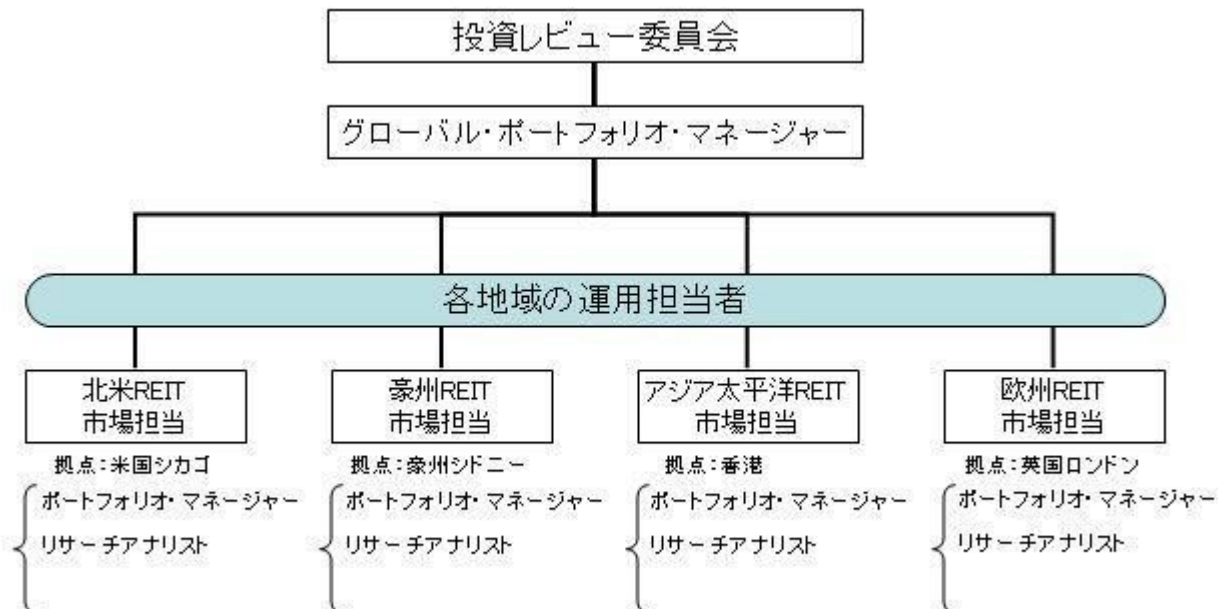 投資レビュー委員会
グローバル・ポートフォリオ・マネージャー
各地域の運用担当者
北米REIT
市場担当
豪州REIT
市場担当
アジア太平洋REIT
市場担当
欧州REIT
市場担当
拠点:米国シカゴ
拠点:豪州シドニー
拠点:香港
拠点:英国ロンドン
ポートフォリオ・マネージャー
ポートフォリオ・マネージャー
ポートフォリオ・マネージャー
ポートフォリオ・マネージャー
リサーチアナリスト
リサーチアナリスト
リサーチアナリスト
リサーチアナリスト